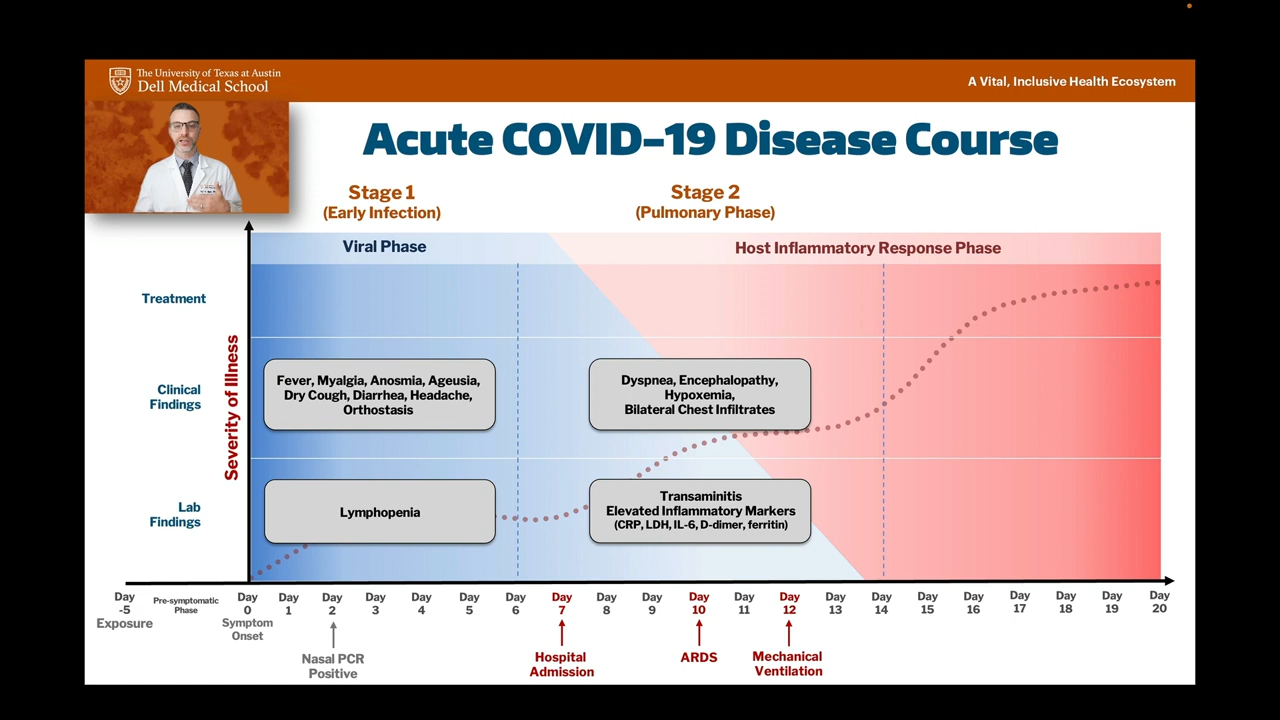 The University of Texas at Austin
Dell Medical School
A Vital, Inclusive Health Ecosystem
Acute COVID-19 Disease Course
Stage 1
(Early Infection)
Stage 2
(Pulmonary Phase)
Viral Phase
Host Inflammatory Response Phase
Severity of Illness
Treatment
Clinical
Findings
Fever, Myalgia, Anosmia, Ageusia,
Dry Cough, Diarrhea, Headache,
Orthostasis
Dyspnea, Encephalopathy,
Hypoxemia,
Bilateral Chest Infiltrates
Lab
Findings
Lymphopenia
Transaminitis
Elevated Inflammatory Markers
(CRP, LDH, IL-6, D-dimer, ferritin)
Day
-5
Exposure
Pre-symptomatic
Phase
Day
0
Symptom
Onset
Day
1
Day
2
Day
3
Day
4
Day
5
Day
6
Day
7
Day
8
Day
9
Day
10
Day
11
Day
12
Day
13
Day
14
Day
15
Day
16
Day
17
Day
18
Day
19
Day
20
Nasal PCR
Positive
Hospital
Admission
ARDS
Mechanical
Ventilation